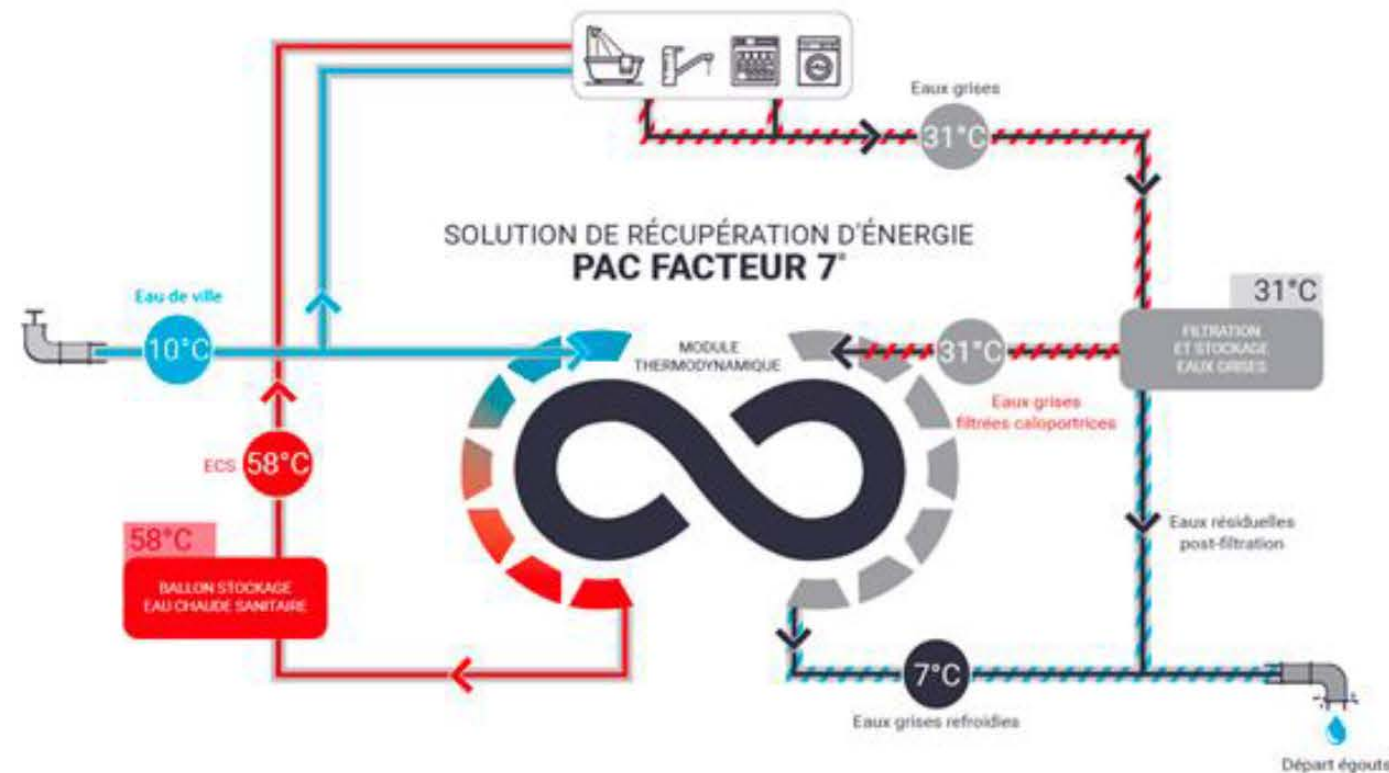 Eaux grises
31°C
SOLUTION DE RÉCUPÉRATION D'ÉNERGIE
PAC FACTEUR 7°
Eau de ville
10°C
MODULE
THERMODYNAMIQUE
31°C
31°C
FILTRATION
ET STOCKAGE
EAUX GRISES
Eaux grises
filtrées caloportrices
ECS 58°C
58°C
BALLON STOCKAGE
EAU CHAUDE SANITAIRE
Eaux résiduelles
post-filtration
7°C
Eaux grises refroidies
Départ égouts